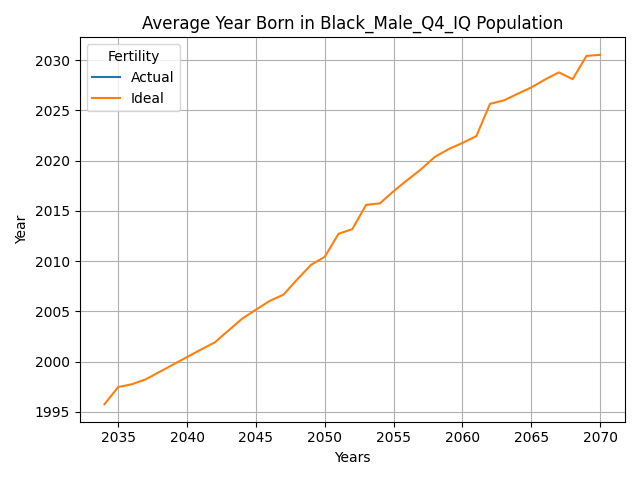 Average Year Born in Black_Male_Q4_IQ Population
Fertility
Actual
Ideal
2030
2025
2020
2015
2010
2005
2000
1995
Year
2035 2040 2045 2050 2055 2060 2065 2070
Years